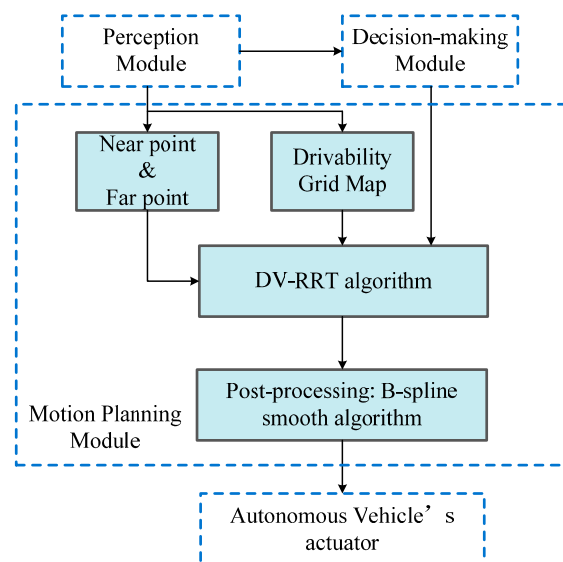 Perception
Module
Decision-making
Module
Near point
&
Far point
Drivability
Grid Map
DV-RRT algorithm
Post-processing: B-spline
smooth algorithm
Motion Planning
Module
Autonomous Vehicle’s
actuator